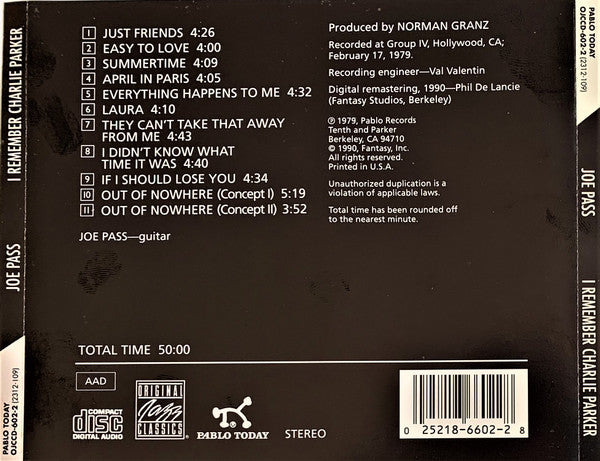 1 JUST FRIENDS 4:26
2 EASY TO LOVE 4:00
3 SUMMERTIME 4:09
4 APRIL IN PARIS 4:05
5 EVERYTHING HAPPENS TO ME 4:32
6 LAURA 4:10
7 THEY CAN'T TAKE THAT AWAY
FROM ME 4:43
8 I DIDN'T KNOW WHAT
TIME IT WAS 4:40
9 IF I SHOULD LOSE YOU 4:34
10 OUT OF NOWHERE (Concept I) 5:19
11 OUT OF NOWHERE (Concept II) 3:52
JOE PASS—guitar
Produced by NORMAN GRANZ
Recorded at Group IV, Hollywood, CA;
February 17, 1979.
Recording engineer—Val Valentin
Digital remastering, 1990—Phil De Lancie
(Fantasy Studios, Berkeley)
℗ 1979, Pablo Records
Tenth and Parker
Berkeley, CA 94710
© 1990, Fantasy, Inc.
All rights reserved.
Printed in U.S.A.
Unauthorized duplication is a
violation of applicable laws.
Total time has been rounded off
to the nearest minute.
TOTAL TIME 50:00
AAD
COMPACT
disc
DIGITAL AUDIO
ORIGINAL
Jazz
CLASSICS
PABLO TODAY
STEREO
0 25218-6602-2 8
I REMEMBER CHARLIE PARKER
JOE PASS
PABLO TODAY
OJCCD-602-2 (2312-109)
PABLO TODAY
OJCCD-602-2 (2312-109)
JOE PASS
I REMEMBER CHARLIE PARKER